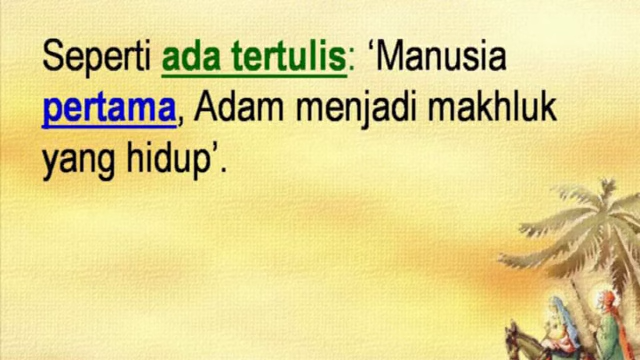 Seperti ada tertulis: ‘Manusia
pertama, Adam menjadi makhluk
yang hidup’.